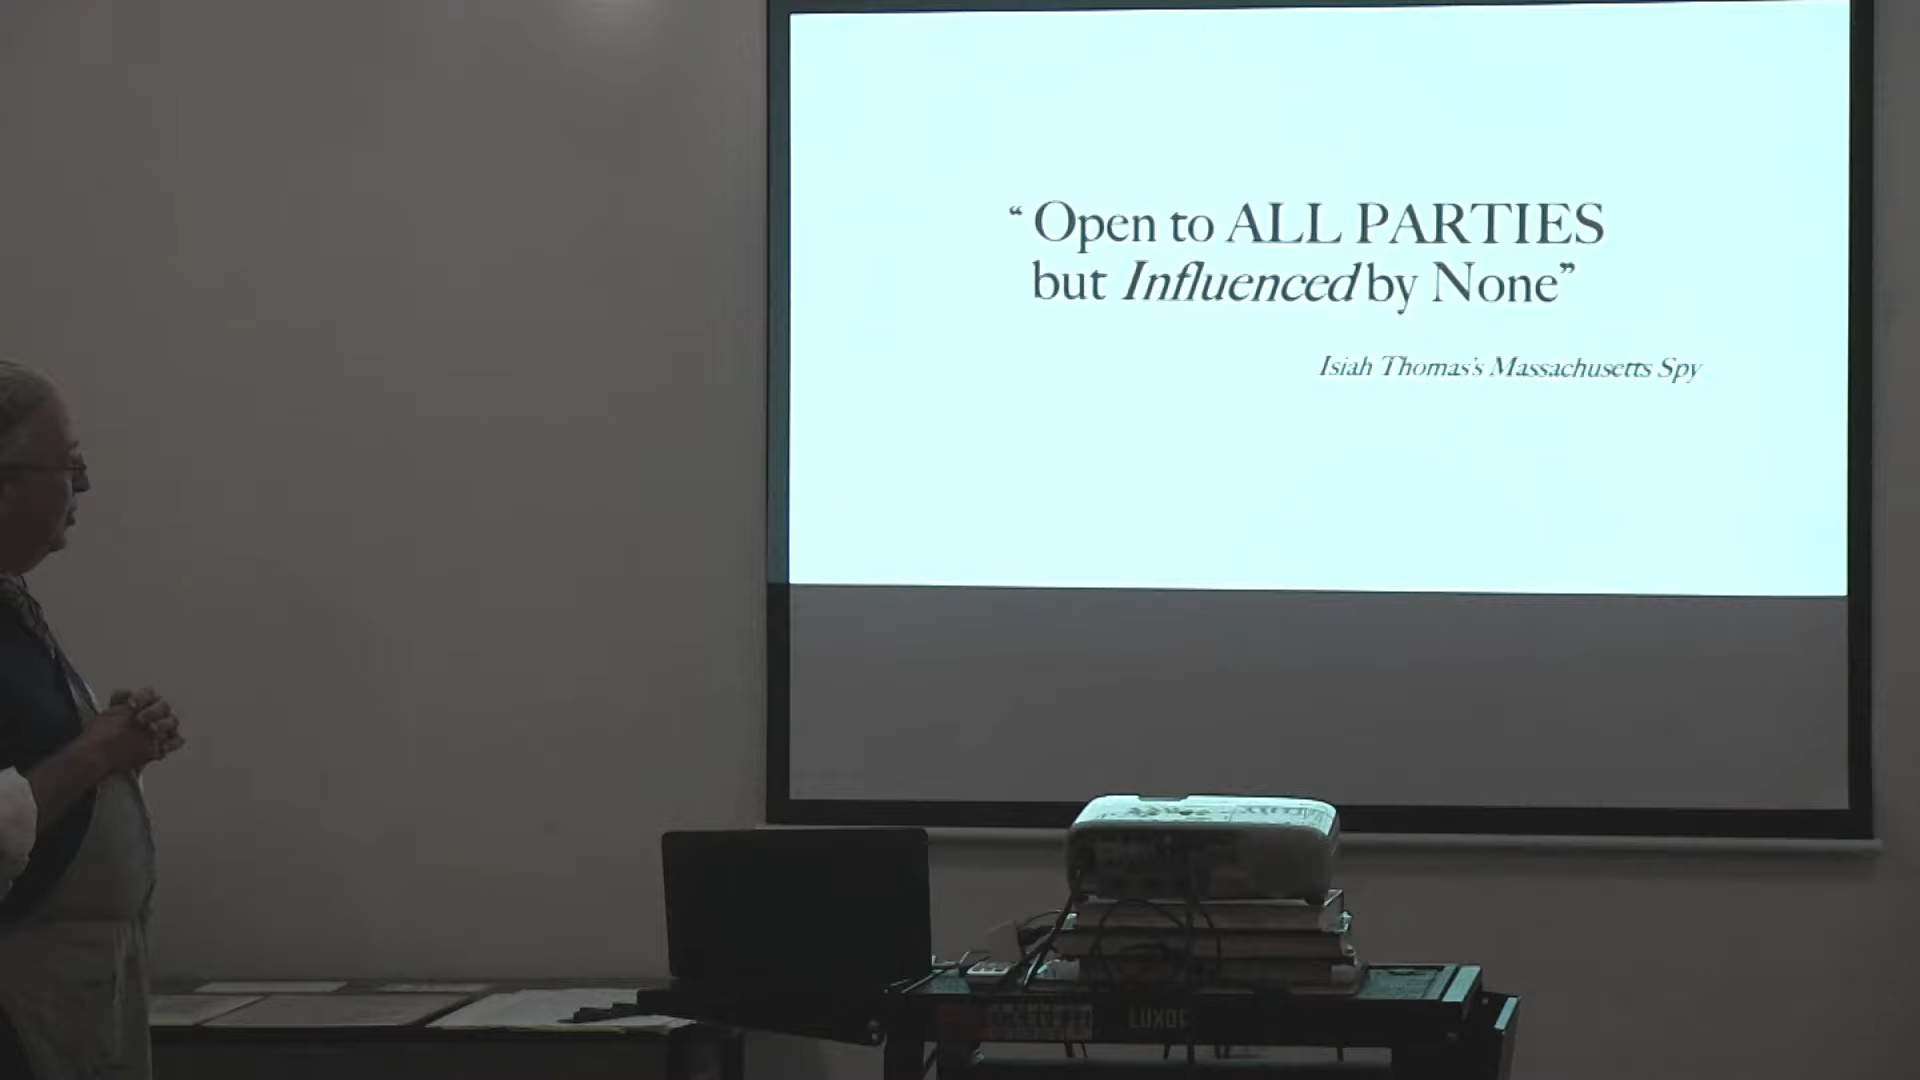 “ Open to ALL PARTIES
but Influenced by None”
Isiah Thomas's Massachusetts Spy
LUXOR